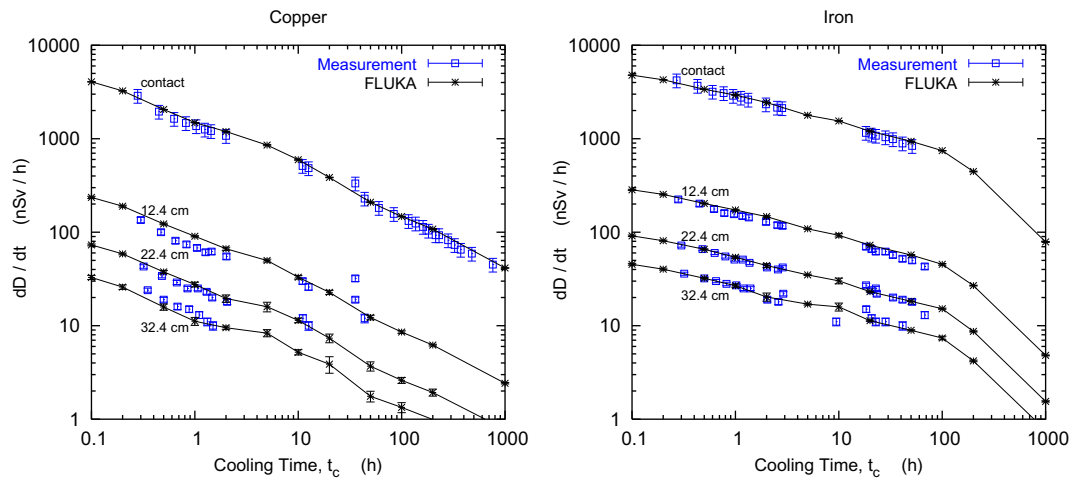 Copper
10000
1000
100
10
1
0.1
1
10
100
1000
dD / dt (nSv / h)
Cooling Time, t_c (h)
Measurement
FLUKA
contact
12.4 cm
22.4 cm
32.4 cm
Iron
10000
1000
100
10
1
0.1
1
10
100
1000
dD / dt (nSv / h)
Cooling Time, t_c (h)
Measurement
FLUKA
contact
12.4 cm
22.4 cm
32.4 cm